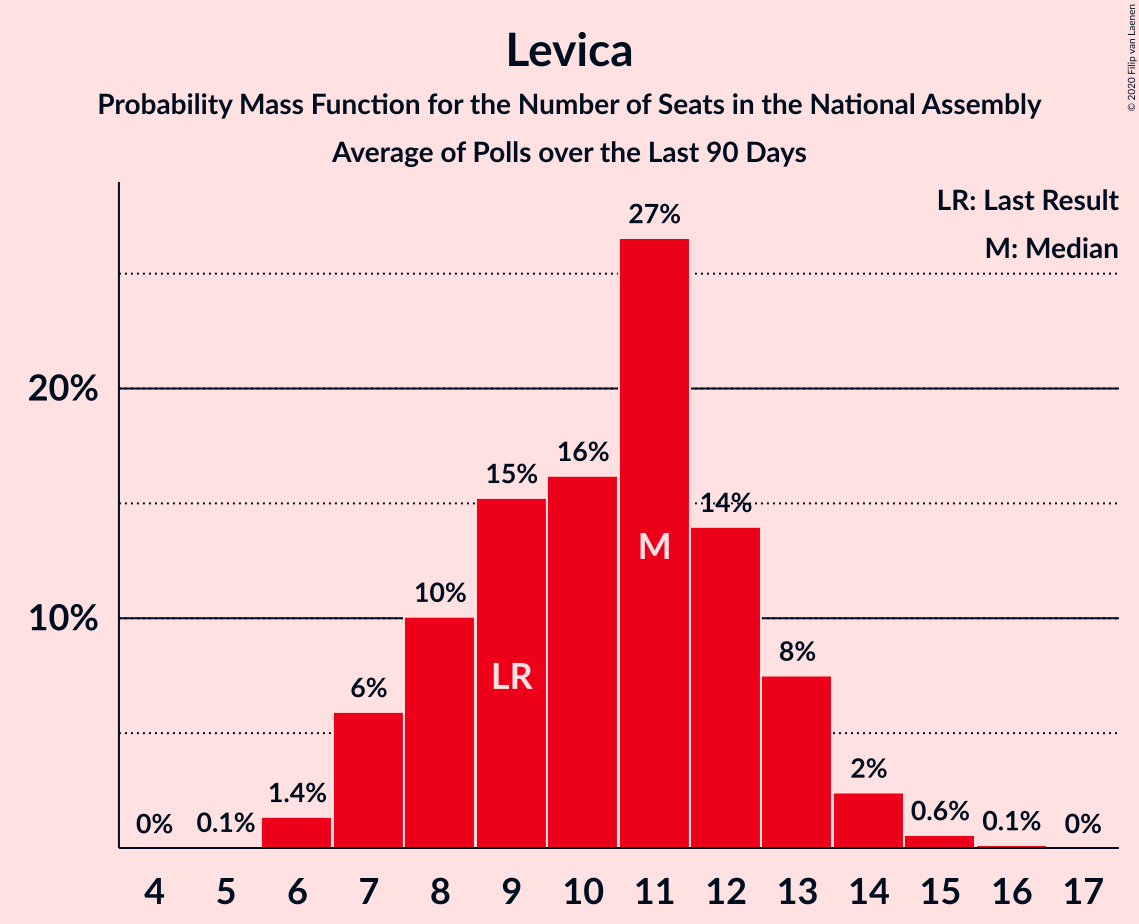 Levica
Probability Mass Function for the Number of Seats in the National Assembly
Average of Polls over the Last 90 Days
© 2020 Filip van Laenen
LR: Last Result
M: Median
27%
20%
16%
15%
14%
M
10%
10%
8%
LR
6%
2%
1.4%
0.6%
0%
0.1%
0.1%
0%
4 5 6 7 8 9 10 11 12 13 14 15 16 17